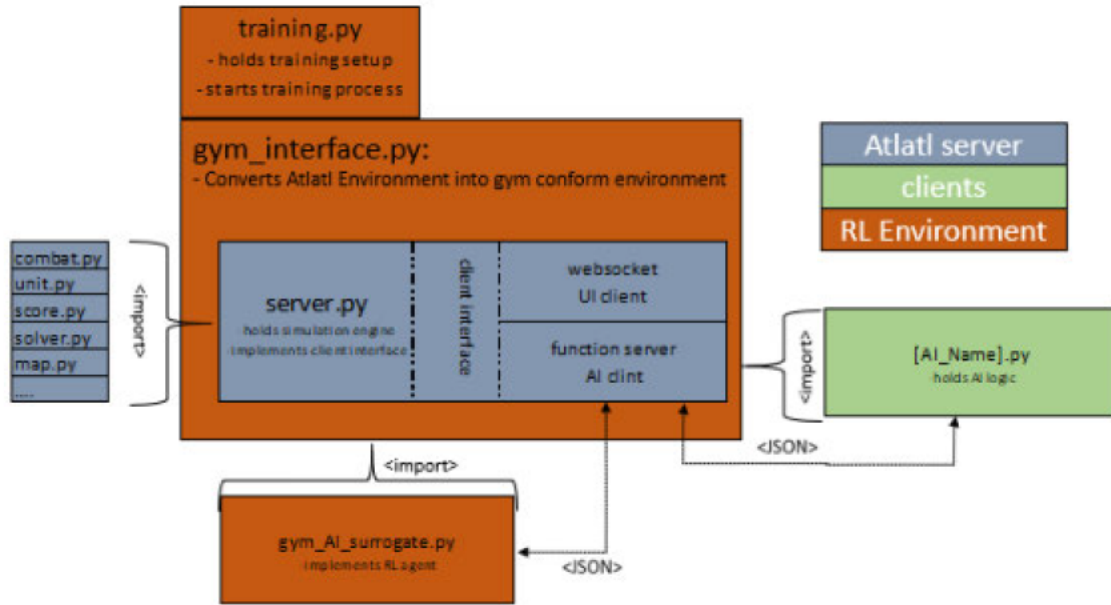 training.py
- holds training setup
- starts training process
gym_interface.py:
- Converts Atlatl Environment into gym conform environment
Atlatl server
clients
RL Environment
combat.py
unit.py
score.py
solver.py
map.py
....
<import>
server.py
-holds simulation engine
-implements client interface
client interface
websocket
UI client
function server
AI clint
<import>
[AI_Name].py
-holds AI logic
<JSON>
<import>
gym_AI_surrogate.py
implements RL agent
<JSON>